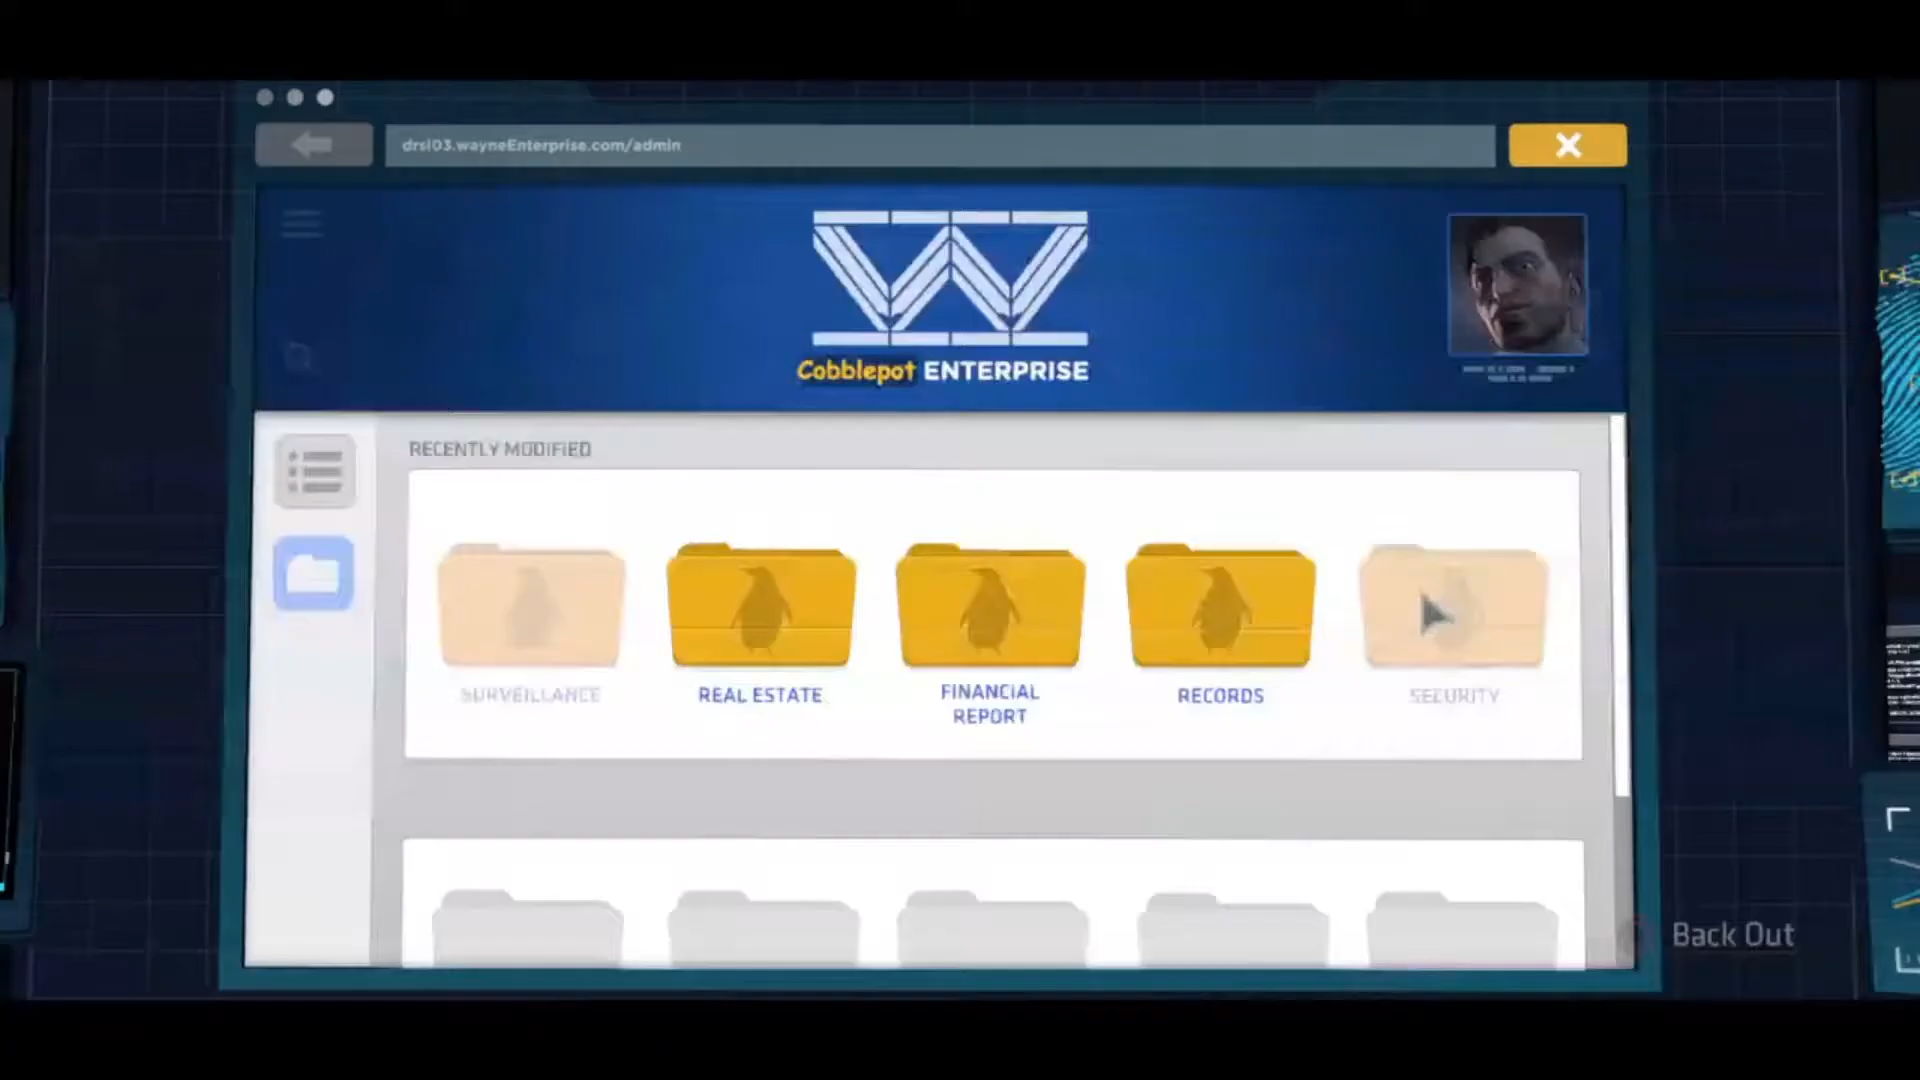 drsl03.wayneEnterprise.com/admin
Cobblepot ENTERPRISE
RECENTLY MODIFIED
SURVEILLANCE
REAL ESTATE
FINANCIAL
REPORT
RECORDS
SECURITY
Back Out